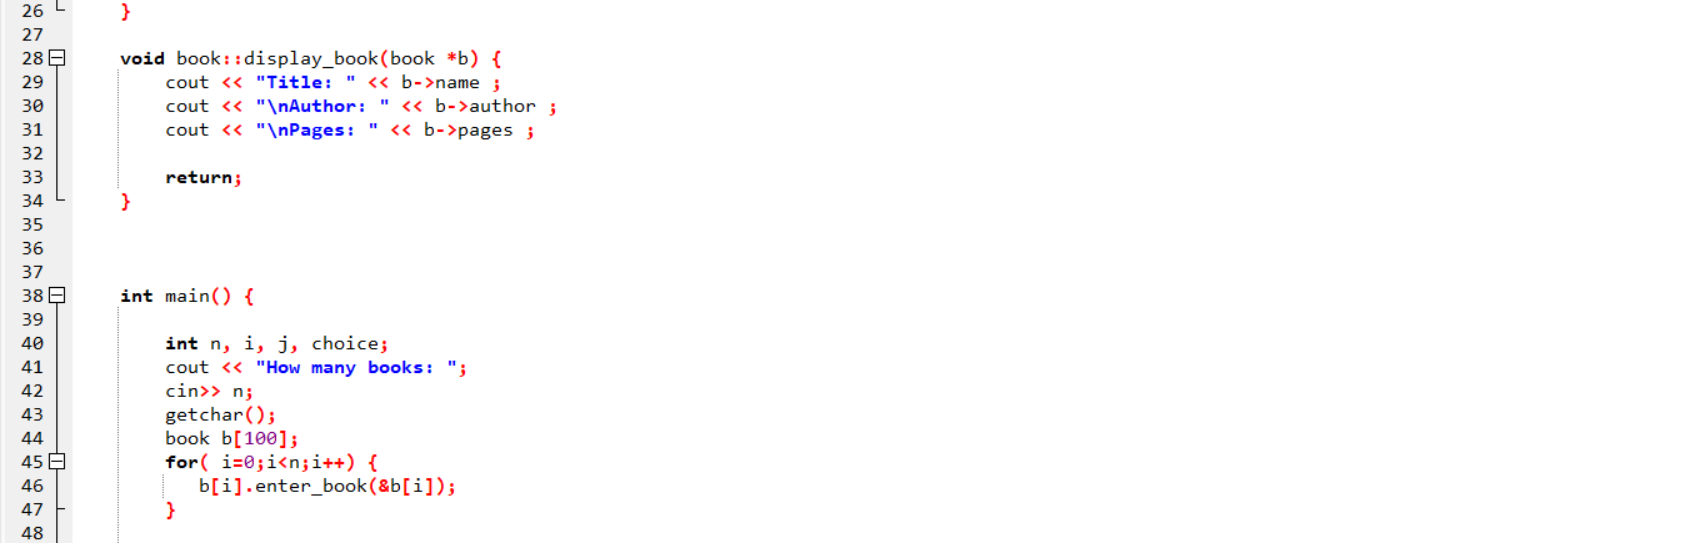 26 }
27
28 void book::display_book(book *b) {
29 cout << "Title: " << b->name ;
30 cout << "\nAuthor: " << b->author ;
31 cout << "\nPages: " << b->pages ;
32
33 return;
34 }
35
36
37
38 int main() {
39
40 int n, i, j, choice;
41 cout << "How many books: ";
42 cin>> n;
43 getchar();
44 book b[100];
45 for( i=0;i<n;i++) {
46 b[i].enter_book(&b[i]);
47 }
48